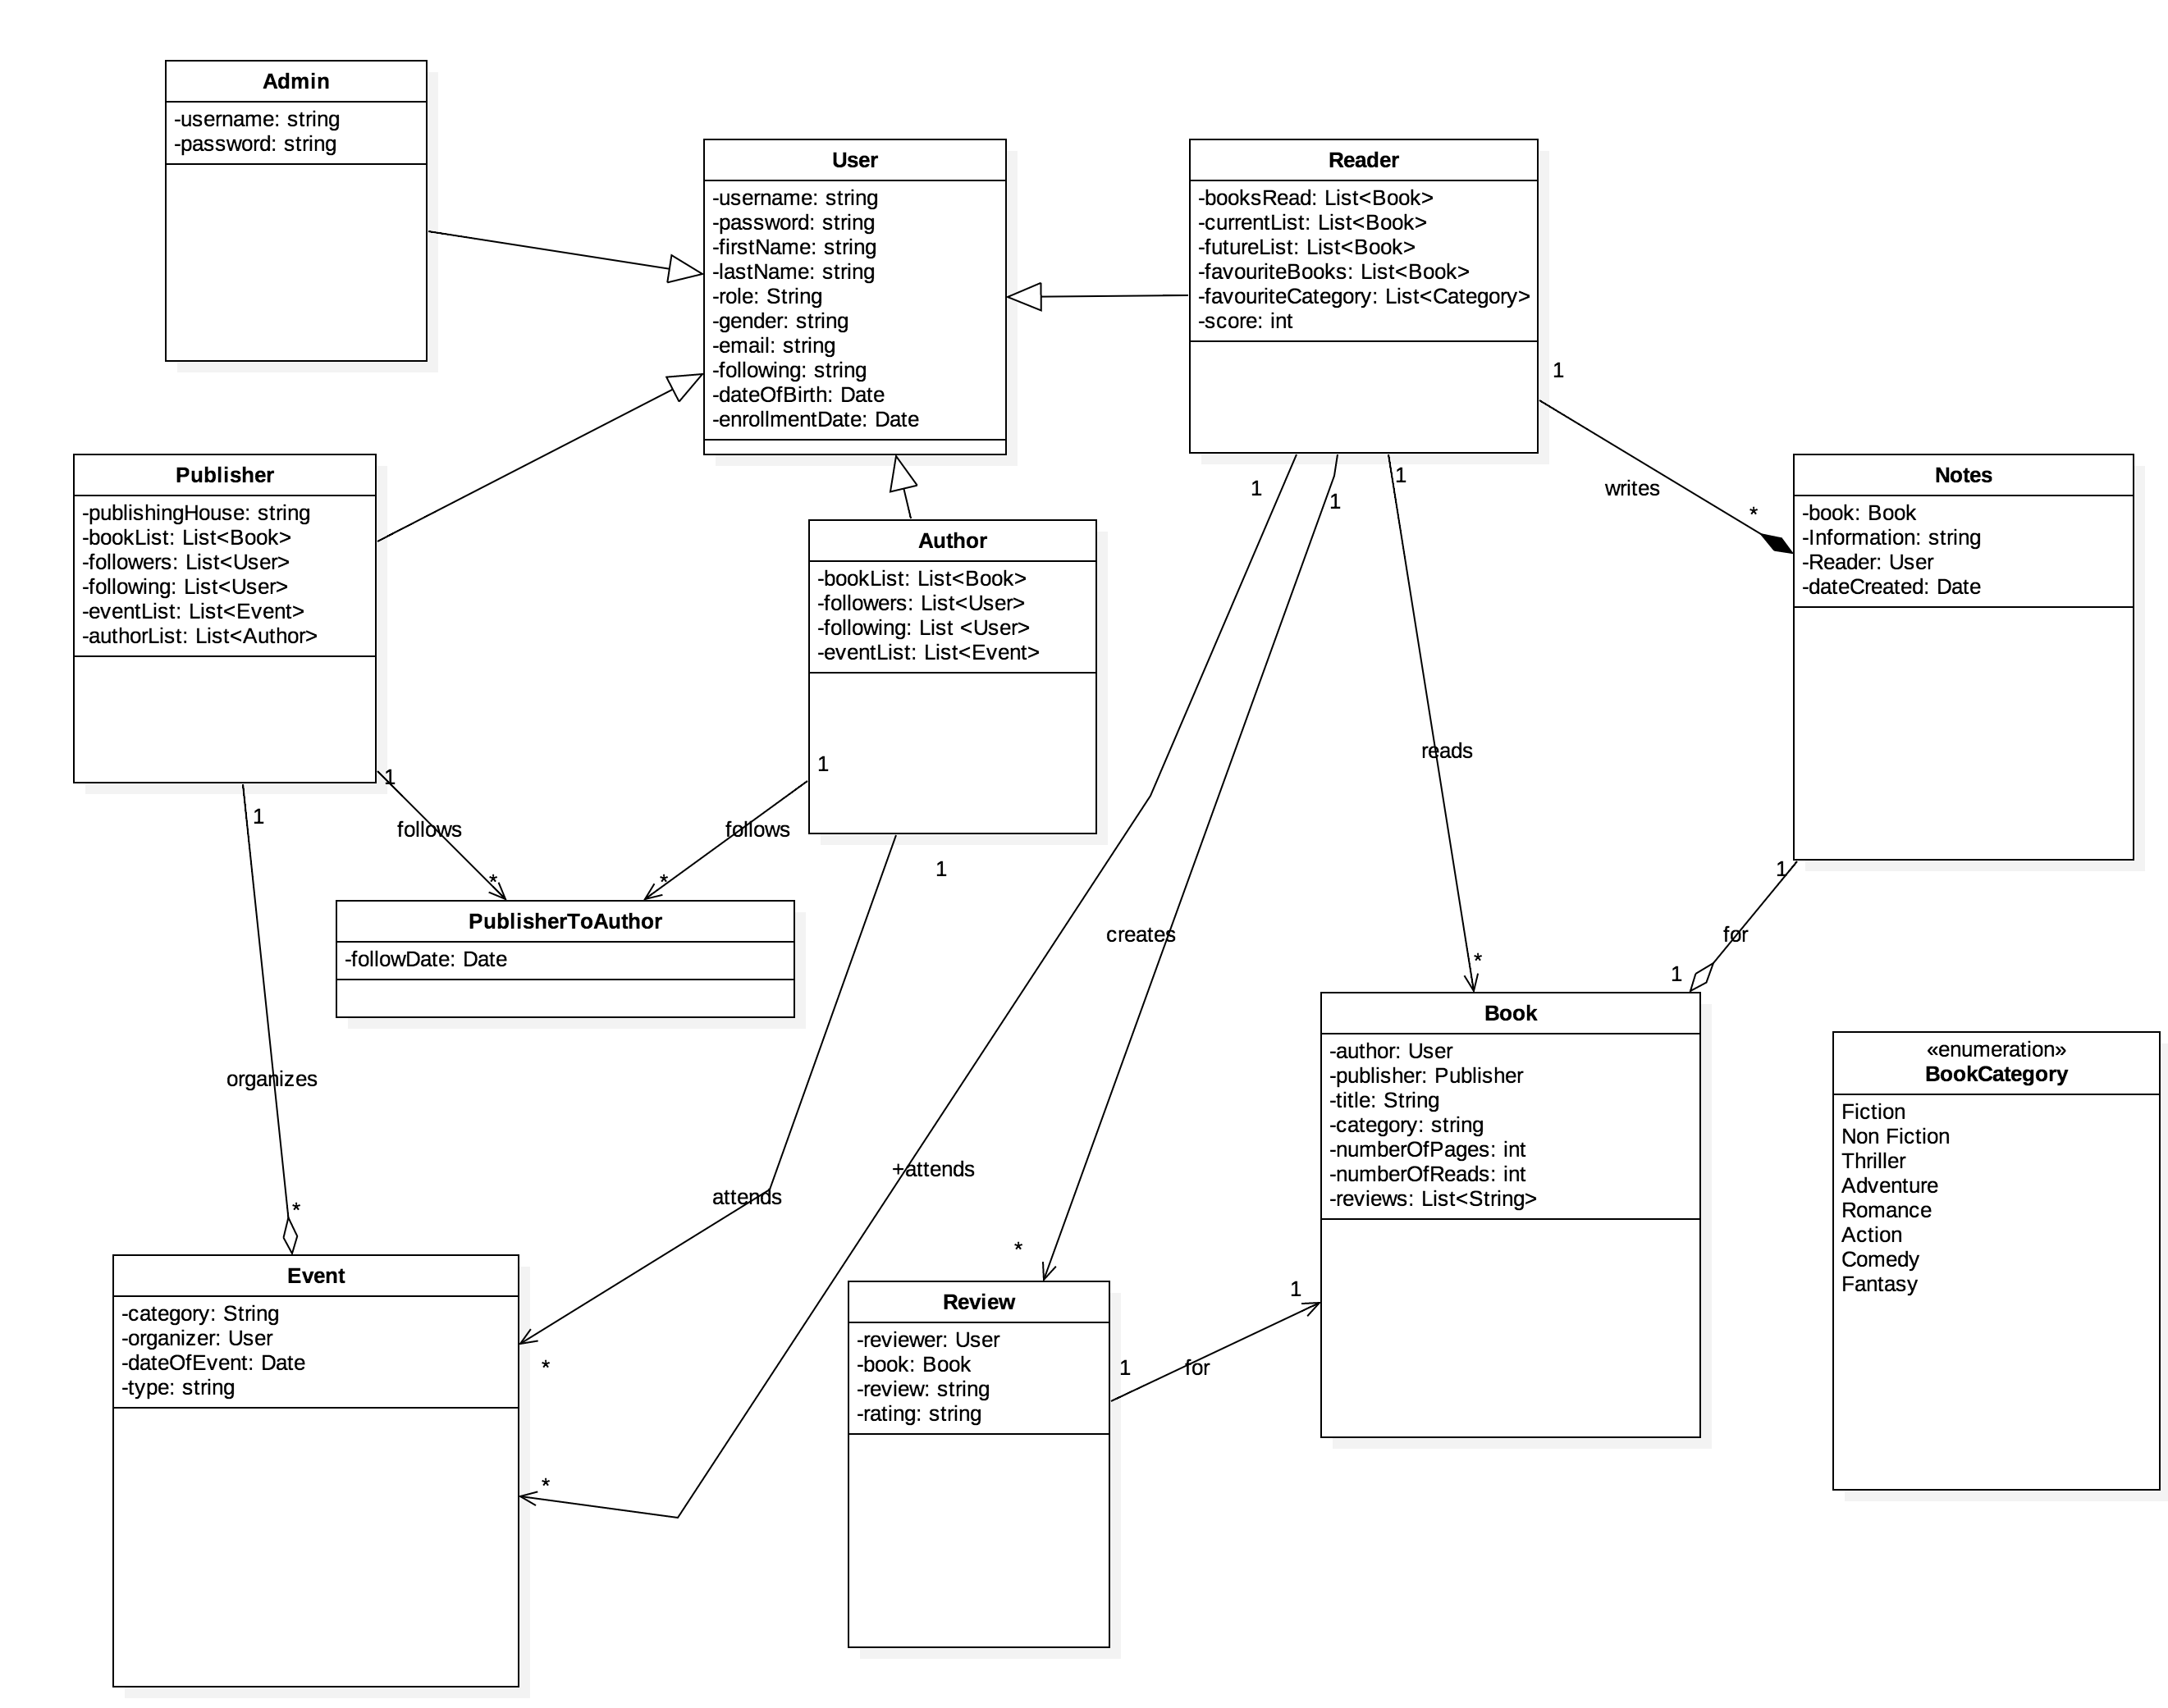 Admin
-username: string
-password: string
User
-username: string
-password: string
-firstName: string
-lastName: string
-role: String
-gender: string
-email: string
-following: string
-dateOfBirth: Date
-enrollmentDate: Date
Reader
-booksRead: List<Book>
-currentList: List<Book>
-futureList: List<Book>
-favouriteBooks: List<Book>
-favouriteCategory: List<Category>
-score: int
Publisher
-publishingHouse: string
-bookList: List<Book>
-followers: List<User>
-following: List<User>
-eventList: List<Event>
-authorList: List<Author>
Author
-bookList: List<Book>
-followers: List<User>
-following: List <User>
-eventList: List<Event>
Notes
-book: Book
-Information: string
-Reader: User
-dateCreated: Date
1
writes
*
1
1
1
reads
*
1
follows
*
1
follows
*
1
organizes
*
1
attends
*
+attends
*
creates
*
1
for
1
PublisherToAuthor
-followDate: Date
Book
-author: User
-publisher: Publisher
-title: String
-category: string
-numberOfPages: int
-numberOfReads: int
-reviews: List<String>
«enumeration»
BookCategory
Fiction
Non Fiction
Thriller
Adventure
Romance
Action
Comedy
Fantasy
Event
-category: String
-organizer: User
-dateOfEvent: Date
-type: string
Review
-reviewer: User
-book: Book
-review: string
-rating: string
1
for
1